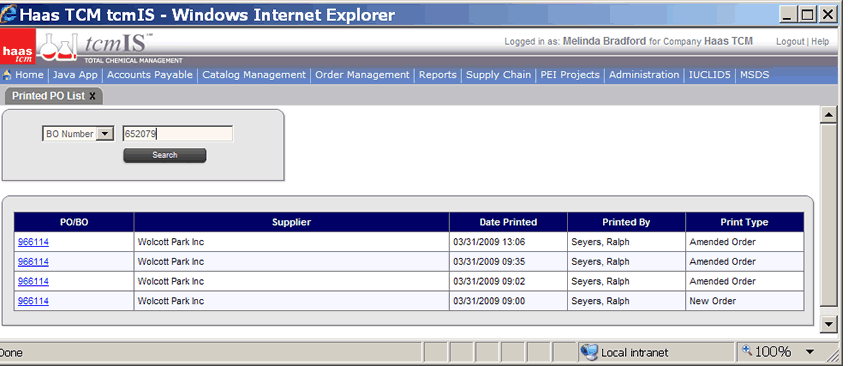 Haas TCM tcmIS - Windows Internet Explorer
haas tcm
tcmIS™
TOTAL CHEMICAL MANAGEMENT
Logged in as: Melinda Bradford for Company Haas TCM Logout | Help
Home | Java App | Accounts Payable | Catalog Management | Order Management | Reports | Supply Chain | PEI Projects | Administration | IUCLID5 | MSDS
Printed PO List x
BO Number 652079
Search
PO/BO Supplier Date Printed Printed By Print Type
966114 Wolcott Park Inc 03/31/2009 13:06 Seyers, Ralph Amended Order
966114 Wolcott Park Inc 03/31/2009 09:35 Seyers, Ralph Amended Order
966114 Wolcott Park Inc 03/31/2009 09:02 Seyers, Ralph Amended Order
966114 Wolcott Park Inc 03/31/2009 09:00 Seyers, Ralph New Order
Done Local intranet 100%